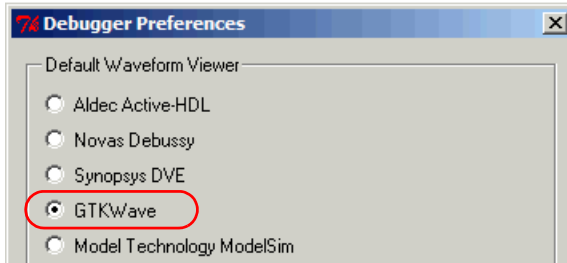 Debugger Preferences
Default Waveform Viewer
Aldec Active-HDL
Novas Debussy
Synopsys DVE
GTKWave
Model Technology ModelSim